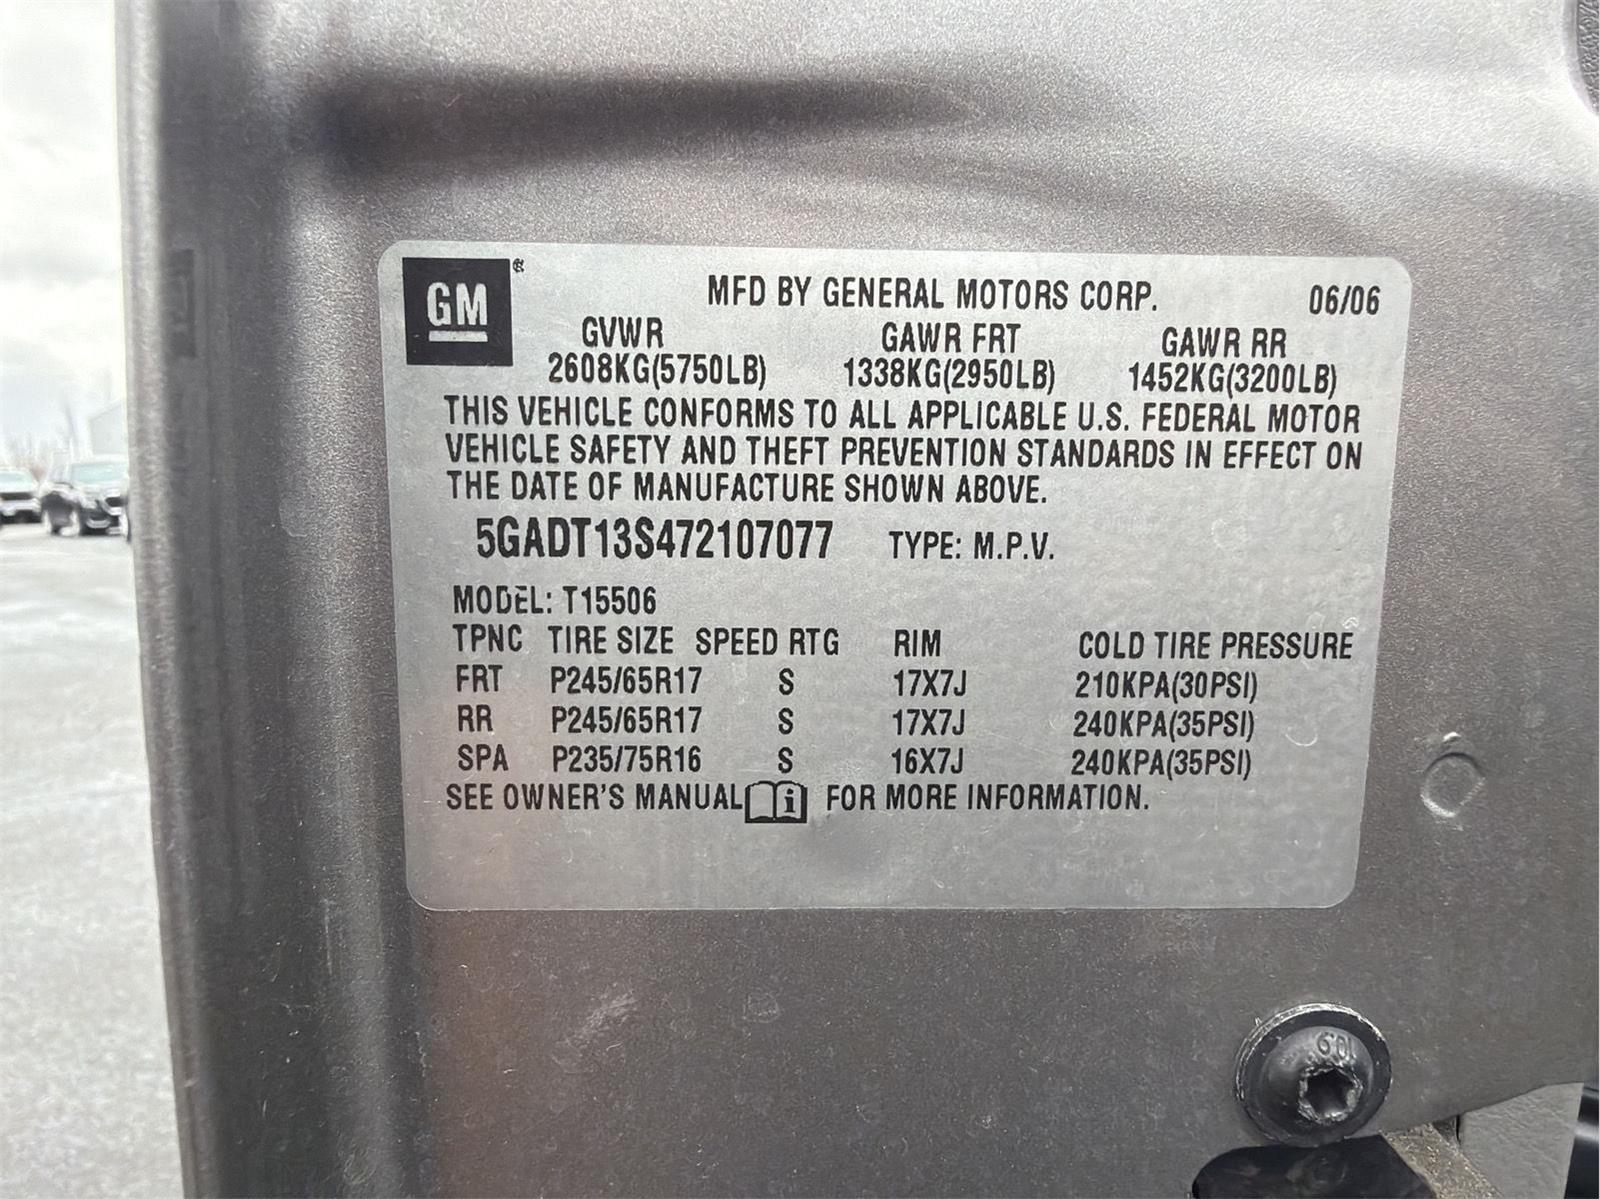 GM
MFD BY GENERAL MOTORS CORP. 06/06
GVWR GAWR FRT GAWR RR
2608KG(5750LB) 1338KG(2950LB) 1452KG(3200LB)
THIS VEHICLE CONFORMS TO ALL APPLICABLE U.S. FEDERAL MOTOR
VEHICLE SAFETY AND THEFT PREVENTION STANDARDS IN EFFECT ON
THE DATE OF MANUFACTURE SHOWN ABOVE.
5GADT13S472107077 TYPE: M.P.V.
MODEL: T15506
TPNC TIRE SIZE SPEED RTG RIM COLD TIRE PRESSURE
FRT P245/65R17 S 17X7J 210KPA(30PSI)
RR P245/65R17 S 17X7J 240KPA(35PSI)
SPA P235/75R16 S 16X7J 240KPA(35PSI)
SEE OWNER'S MANUAL i FOR MORE INFORMATION.